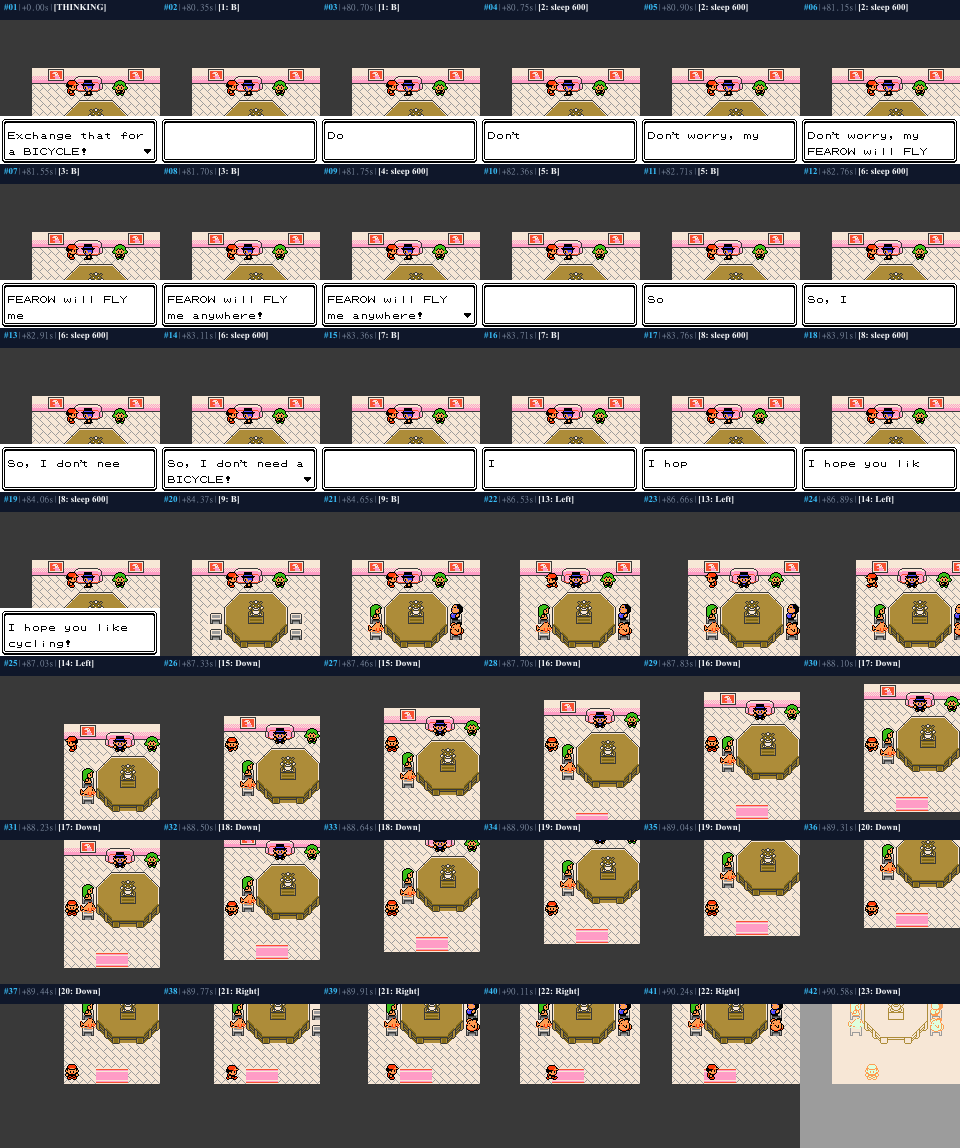 #01|+0.00s|[THINKING] #02|+80.35s|[1: B] #03|+80.70s|[1: B] #04|+80.75s|[2: sleep 600] #05|+80.90s|[2: sleep 600] #06|+81.15s|[2: sleep 600]
Exchange that for
a BICYCLE!
Do
Don't
Don't worry, my
Don't worry, my
FEAROW will FLY
#07|+81.55s|[3: B] #08|+81.70s|[3: B] #09|+81.75s|[4: sleep 600] #10|+82.36s|[5: B] #11|+82.71s|[5: B] #12|+82.76s|[6: sleep 600]
FEAROW will FLY
me
FEAROW will FLY
me anywhere!
FEAROW will FLY
me anywhere!
So
So, I
#13|+82.91s|[6: sleep 600] #14|+83.11s|[6: sleep 600] #15|+83.36s|[7: B] #16|+83.71s|[7: B] #17|+83.76s|[8: sleep 600] #18|+83.91s|[8: sleep 600]
So, I don't nee
So, I don't need a
BICYCLE!
I
I hop
I hope you lik
#19|+84.06s|[8: sleep 600] #20|+84.37s|[9: B] #21|+84.65s|[9: B] #22|+86.53s|[13: Left] #23|+86.66s|[13: Left] #24|+86.89s|[14: Left]
I hope you like
cycling!
#25|+87.03s|[14: Left] #26|+87.33s|[15: Down] #27|+87.46s|[15: Down] #28|+87.70s|[16: Down] #29|+87.83s|[16: Down] #30|+88.10s|[17: Down]
#31|+88.23s|[17: Down] #32|+88.50s|[18: Down] #33|+88.64s|[18: Down] #34|+88.90s|[19: Down] #35|+89.04s|[19: Down] #36|+89.31s|[20: Down]
#37|+89.44s|[20: Down] #38|+89.77s|[21: Right] #39|+89.91s|[21: Right] #40|+90.11s|[22: Right] #41|+90.24s|[22: Right] #42|+90.58s|[23: Down]